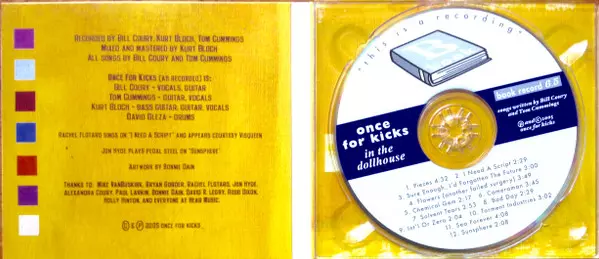 Recorded by Bill Coury, Kurt Bloch, Tom Cummings
Mixed and mastered by Kurt Bloch
All songs by Bill Coury and Tom Cummings
Once For Kicks (as recorded) is:
Bill Coury - vocals, guitar
Tom Cummings - guitar, vocals
Kurt Bloch - bass guitar, guitar, vocals
David Gleza - drums
Rachel Flotard sings on "I Need A Script" and appears courtesy Visqueen
Jon Hyde plays pedal steel on "Sunsphere"
Artwork by Bonnie Dain
Thanks to: Mike
Bryan
Rachel Flotard, Jon Hyde,
Alexandra Coury, Paul Larkin, Bonnie Dain, David R. Leory, Robb Dixon,
Holly Hinton, and everyone at Hear Music.
© & ℗ 2005 once for kicks
"this is a recording"
B
book record
songs written by Bill Coury
and Tom Cummings
℗ and © 2005
once for kicks
once
for kicks
in the
dollhouse
1. Pieces 4:32 2. I Need A Script 2:29
3. Sure Enough, I'd Forgotten The Future 3:00
4. Flowers (another failed surgery) 3:49
5. Chemical Gain 2:17 6. Cameraman 3:45
7. Solvent Tears 2:53 8. Bad Day 2:29
9. Let's Or Zero 2:04 10. Torment Industries 3:02
11. Sea Forever 4:08
12. Sunsphere 2:08